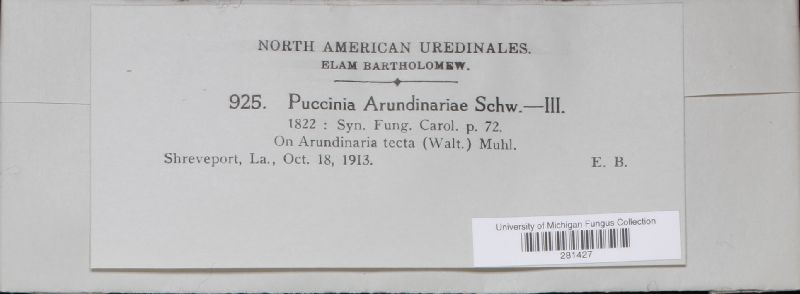 NORTH AMERICAN UREDINALES.
ELAM BARTHOLOMEW.
925. Puccinia Arundinariae Schw.—III.
1822 : Syn. Fung. Carol. p. 72.
On Arundinaria tecta (Walt.) Muhl.
Shreveport, La., Oct. 18, 1913. E. B.
University of Michigan Fungus Collection
281427